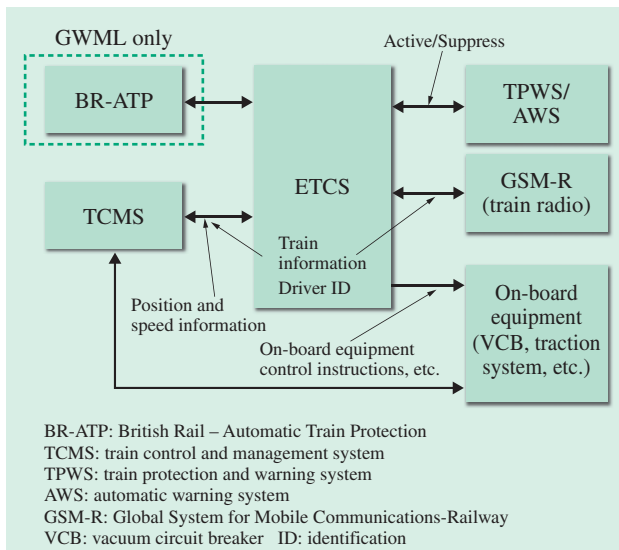 GWML only
BR-ATP
Active/Suppress
TPWS/
AWS
ETCS
GSM-R
(train radio)
TCMS
Train
information
Driver ID
Position and
speed information
On-board equipment
control instructions, etc.
On-board
equipment
(VCB, traction
system, etc.)
BR-ATP: British Rail – Automatic Train Protection
TCMS: train control and management system
TPWS: train protection and warning system
AWS: automatic warning system
GSM-R: Global System for Mobile Communications-Railway
VCB: vacuum circuit breaker ID: identification